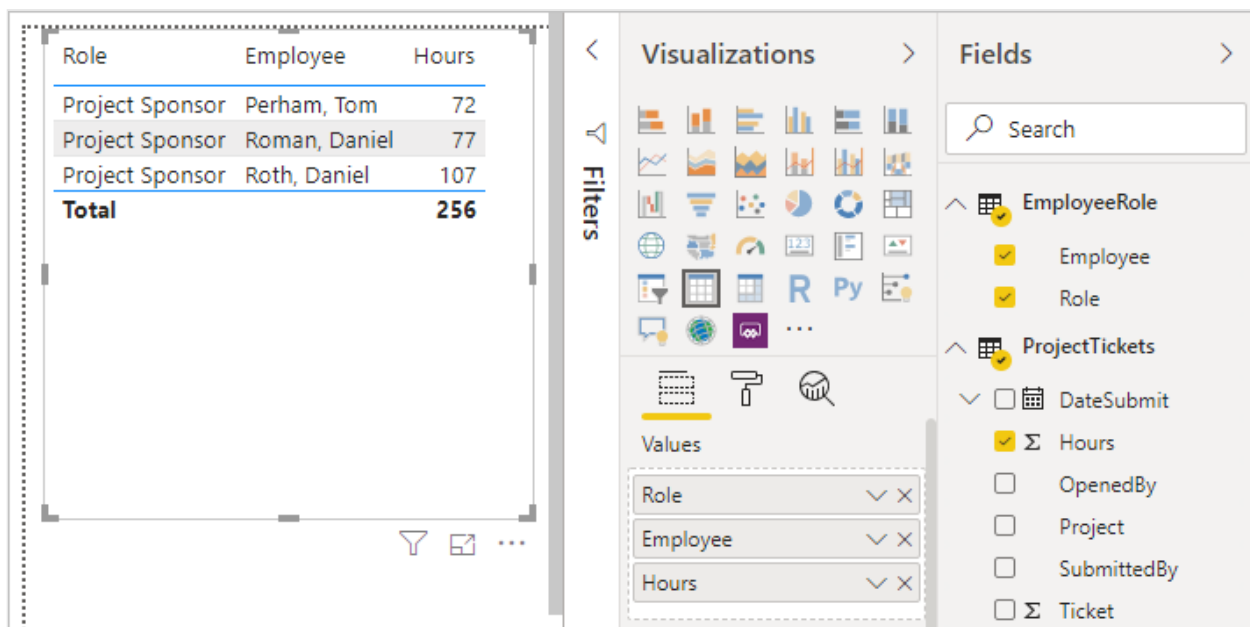 Role Employee Hours
Project Sponsor Perham, Tom 72
Project Sponsor Roman, Daniel 77
Project Sponsor Roth, Daniel 107
Total 256
Filters
Visualizations
123
R Py
...
Values
Role
Employee
Hours
Fields
Search
EmployeeRole
Employee
Role
ProjectTickets
DateSubmit
Σ Hours
OpenedBy
Project
SubmittedBy
Σ Ticket